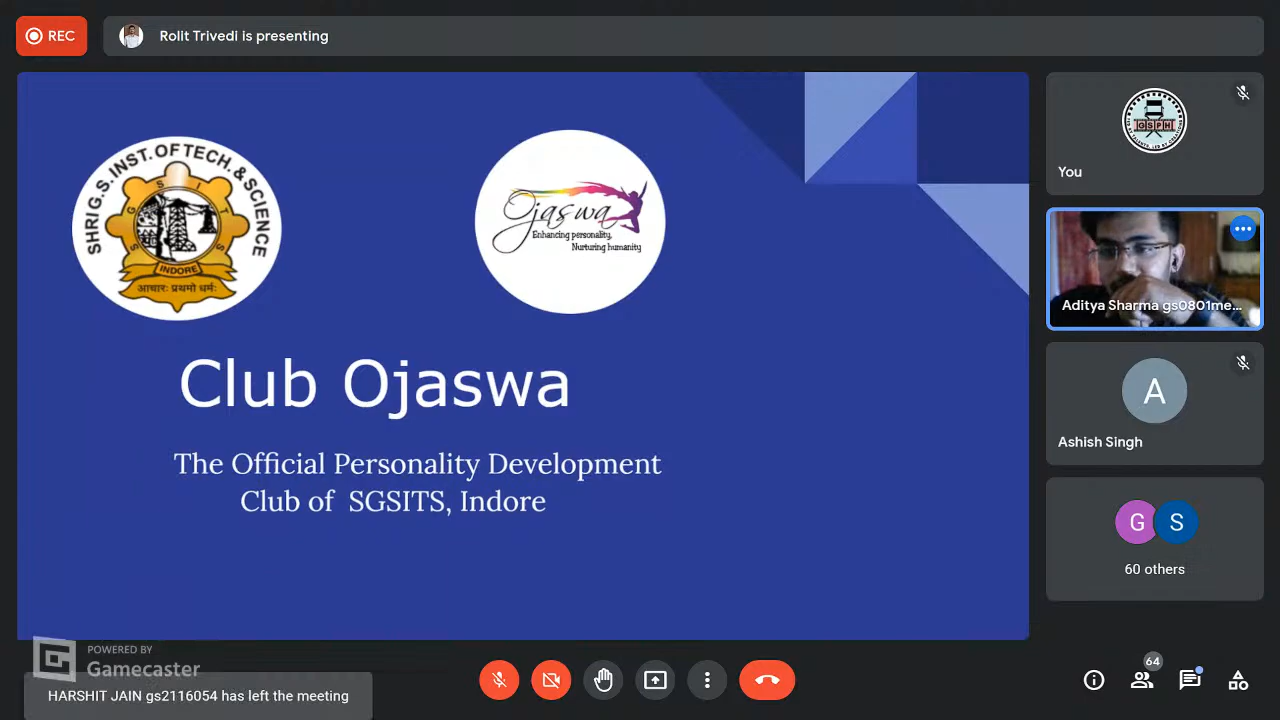 REC
Rolit Trivedi is presenting
SHRI G.S. INST. OF TECH. & SCIENCE
S G S I T S
INDORE
आचारः प्रथमो धर्मः
Ojaswa
Enhancing personality,
Nurturing humanity
Club Ojaswa
The Official Personality Development
Club of SGSITS, Indore
GSPH
You
Aditya Sharma gs0801me...
A
Ashish Singh
G S
60 others
POWERED BY
Gamecaster
HARSHIT JAIN gs2116054 has left the meeting
64